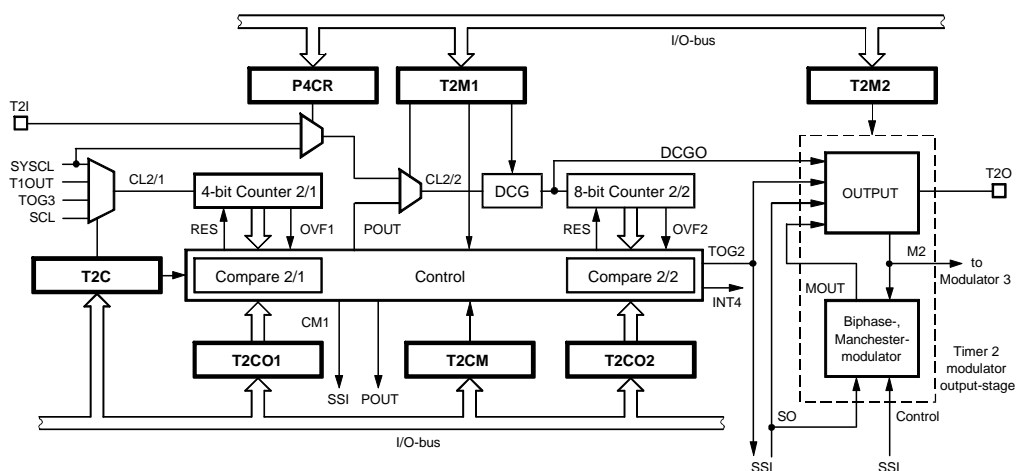 I/O-bus
P4CR
T2M1
T2M2
T2I
DCGO
SYSCL
T1OUT
TOG3
SCL
CL2/1
4-bit Counter 2/1
CL2/2
DCG
8-bit Counter 2/2
OUTPUT
T2O
RES
OVF1
POUT
RES
OVF2
TOG2
M2
to
Modulator 3
T2C
Compare 2/1
Control
Compare 2/2
INT4
MOUT
CM1
Biphase-,
Manchester-
modulator
Timer 2
modulator
output-stage
T2CO1
T2CM
T2CO2
SSI
POUT
SO
Control
I/O-bus
SSI
SSI